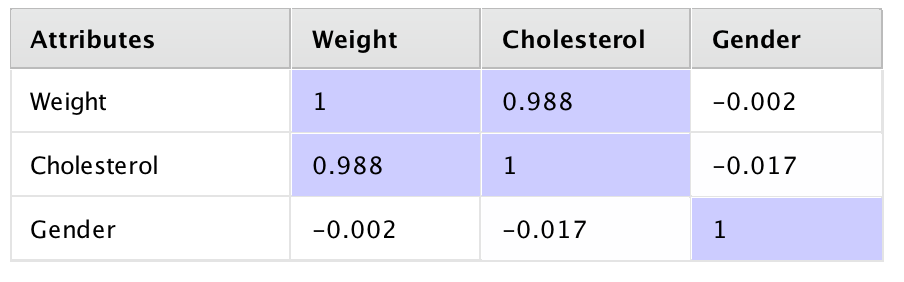 Attributes Weight Cholesterol Gender
Weight 1 0.988 -0.002
Cholesterol 0.988 1 -0.017
Gender -0.002 -0.017 1